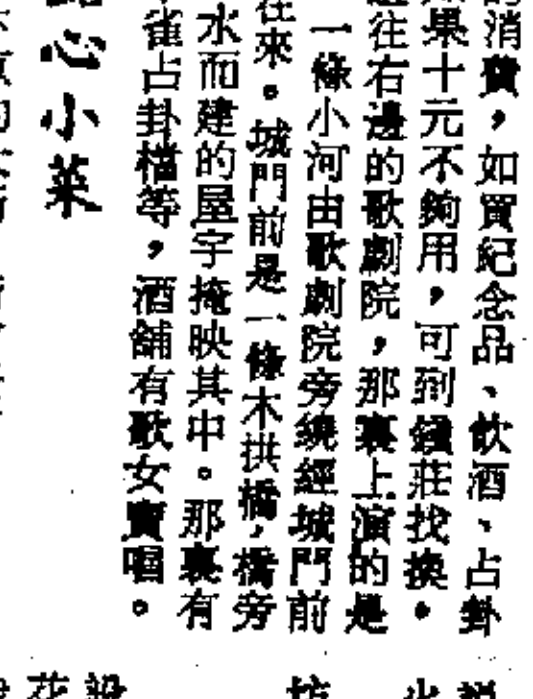 的消費，如買紀念品、飲酒、占卦
如果十元不夠用，可到錢莊找換。
往右邊的歌劇院，那裏上演的是
一條小河由歌劇院旁繞經城門前
往來。城門前是一條木拱橋，橋旁
水而建的屋宇掩映其中。那裏有
雀占卦檔等，酒舖有歌女賣唱。
心小菜